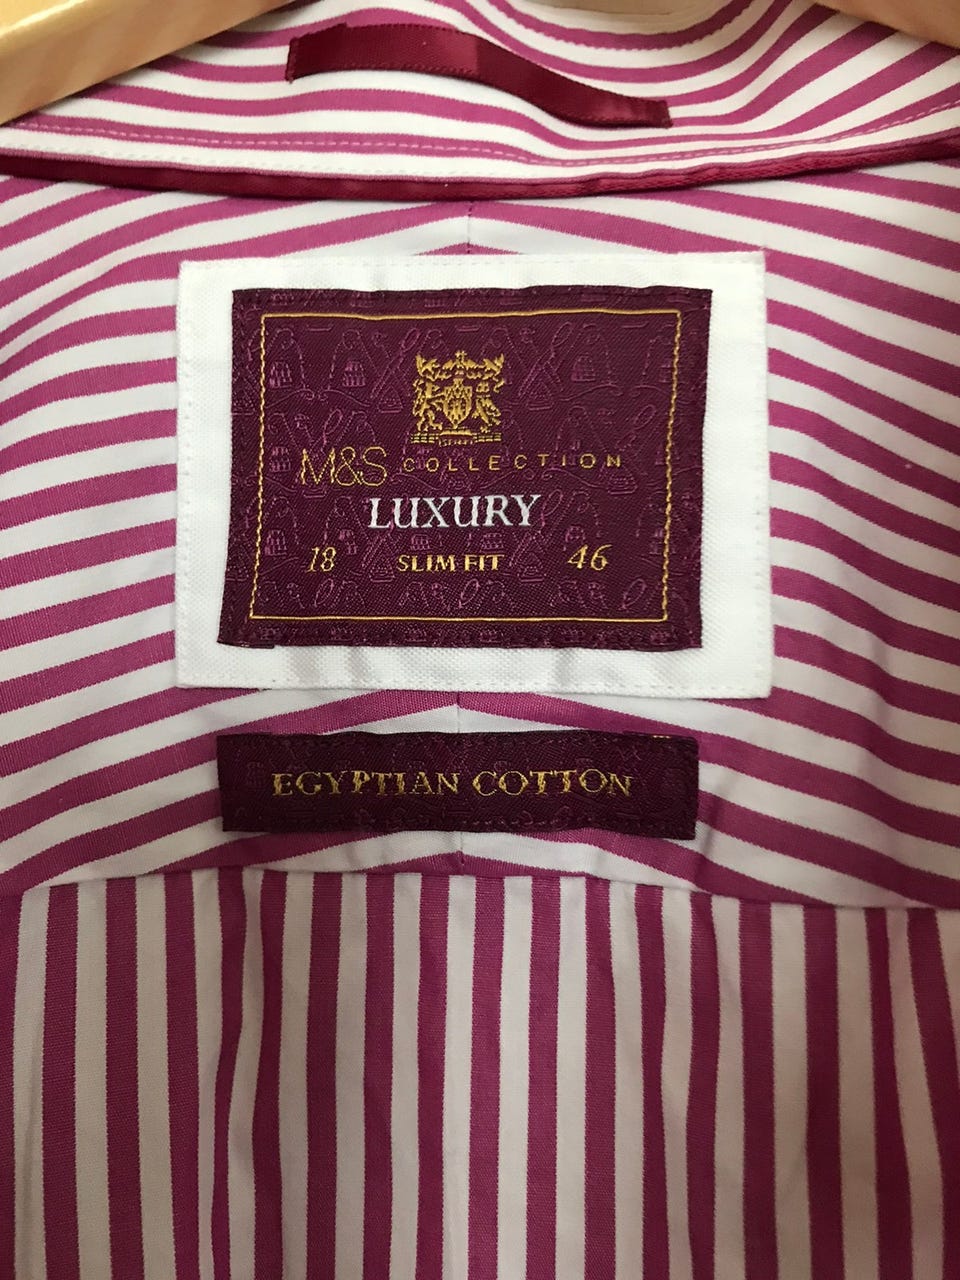 M&S COLLECTION
LUXURY
18 SLIM FIT 46
EGYPTIAN COTTON